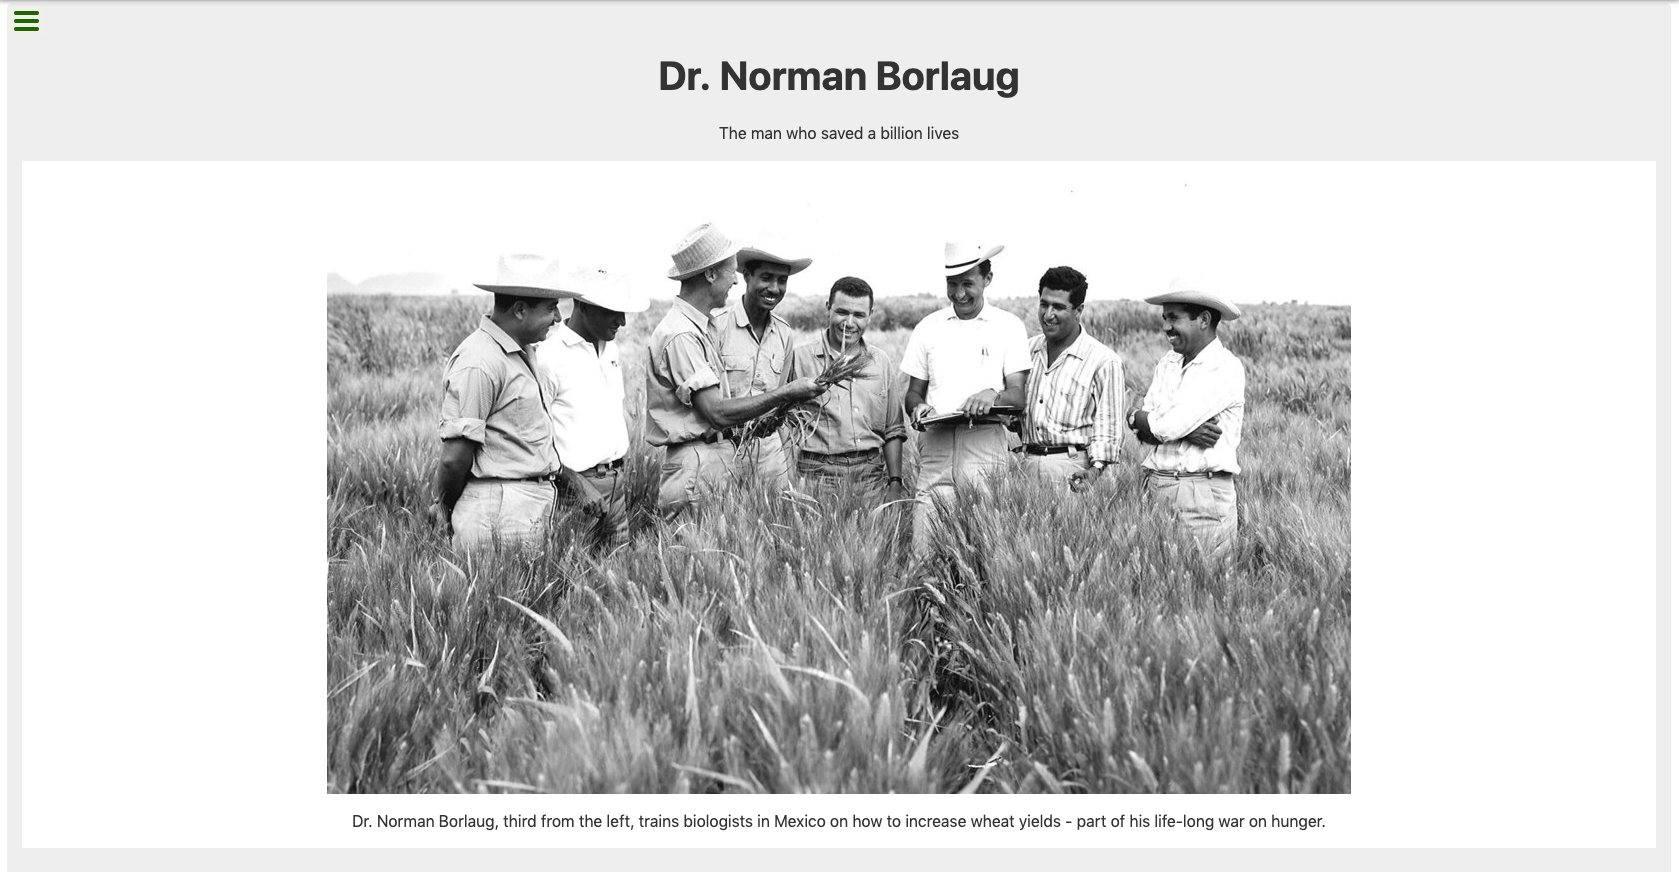 Dr. Norman Borlaug
The man who saved a billion lives
Dr. Norman Borlaug, third from the left, trains biologists in Mexico on how to increase wheat yields - part of his life-long war on hunger.